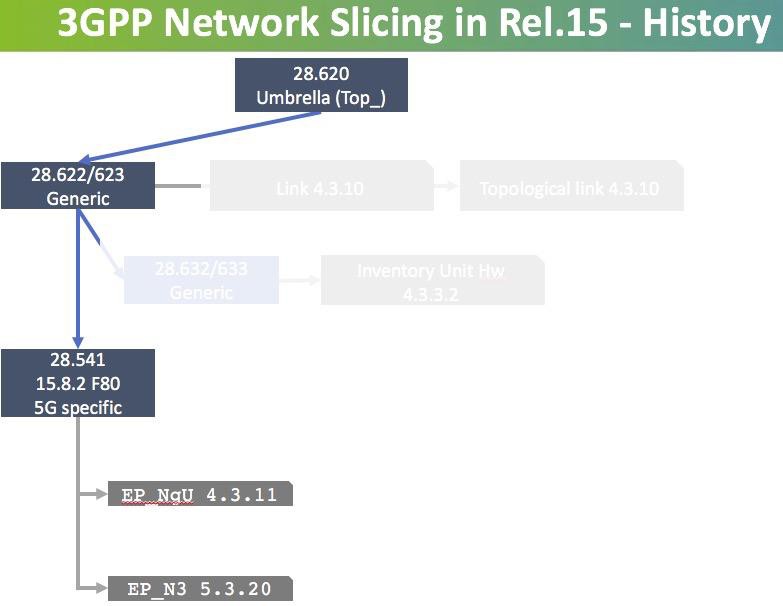 3GPP Network Slicing in Rel.15 - History
28.620
Umbrella (Top_)
28.622/623
Generic
Link 4.3.10
Topological link 4.3.10
28.632/633
Generic
Inventory Unit Hw
4.3.3.2
28.541
15.8.2 F80
5G specific
EP_NgU 4.3.11
EP_N3 5.3.20